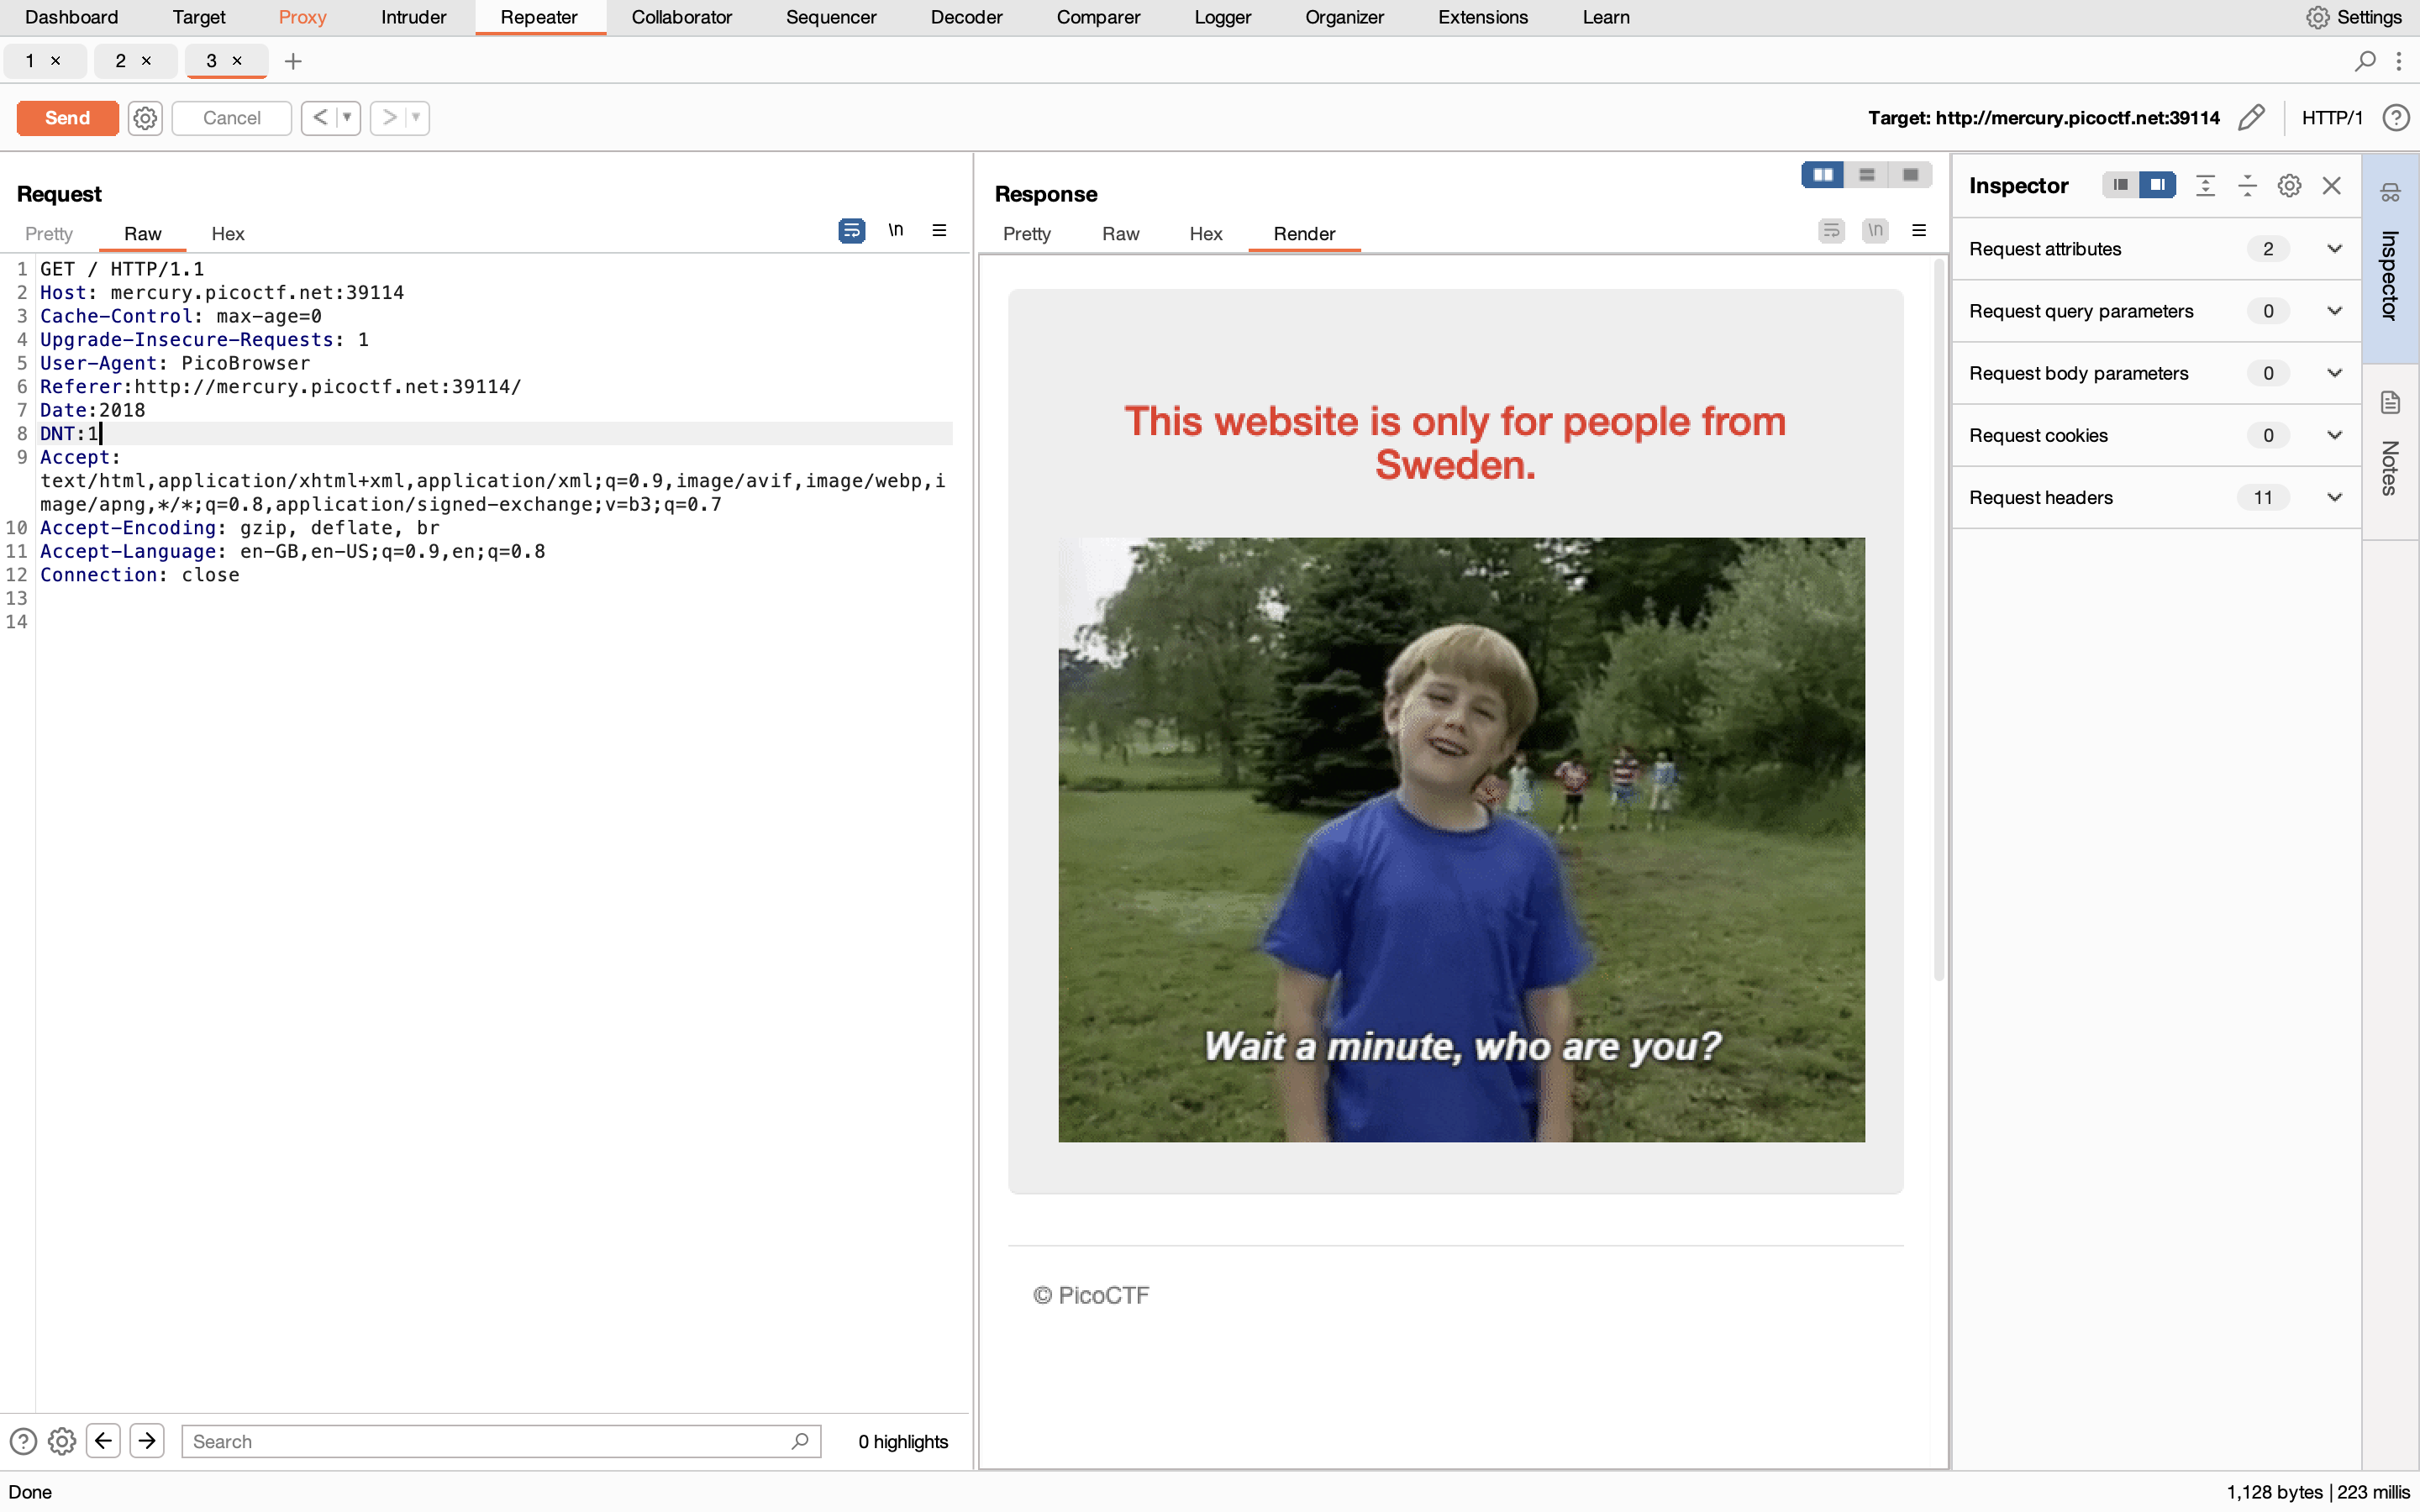 Dashboard Target Proxy Intruder Repeater Collaborator Sequencer Decoder Comparer Logger Organizer Extensions Learn Settings
1 × 2 × 3 × +
Send Cancel < > Target: http://mercury.picoctf.net:39114 HTTP/1 ?
Request
Pretty Raw Hex \n
1 GET / HTTP/1.1
2 Host: mercury.picoctf.net:39114
3 Cache-Control: max-age=0
4 Upgrade-Insecure-Requests: 1
5 User-Agent: PicoBrowser
6 Referer:http://mercury.picoctf.net:39114/
7 Date:2018
8 DNT:1
9 Accept:
text/html,application/xhtml+xml,application/xml;q=0.9,image/avif,image/webp,i
mage/apng,*/*;q=0.8,application/signed-exchange;v=b3;q=0.7
10 Accept-Encoding: gzip, deflate, br
11 Accept-Language: en-GB,en-US;q=0.9,en;q=0.8
12 Connection: close
13
14
? Search 0 highlights
Response
Pretty Raw Hex Render \n
This website is only for people from
Sweden.
Wait a minute, who are you?
© PicoCTF
Inspector
Request attributes 2
Request query parameters 0
Request body parameters 0
Request cookies 0
Request headers 11
Inspector
Notes
Done 1,128 bytes | 223 millis